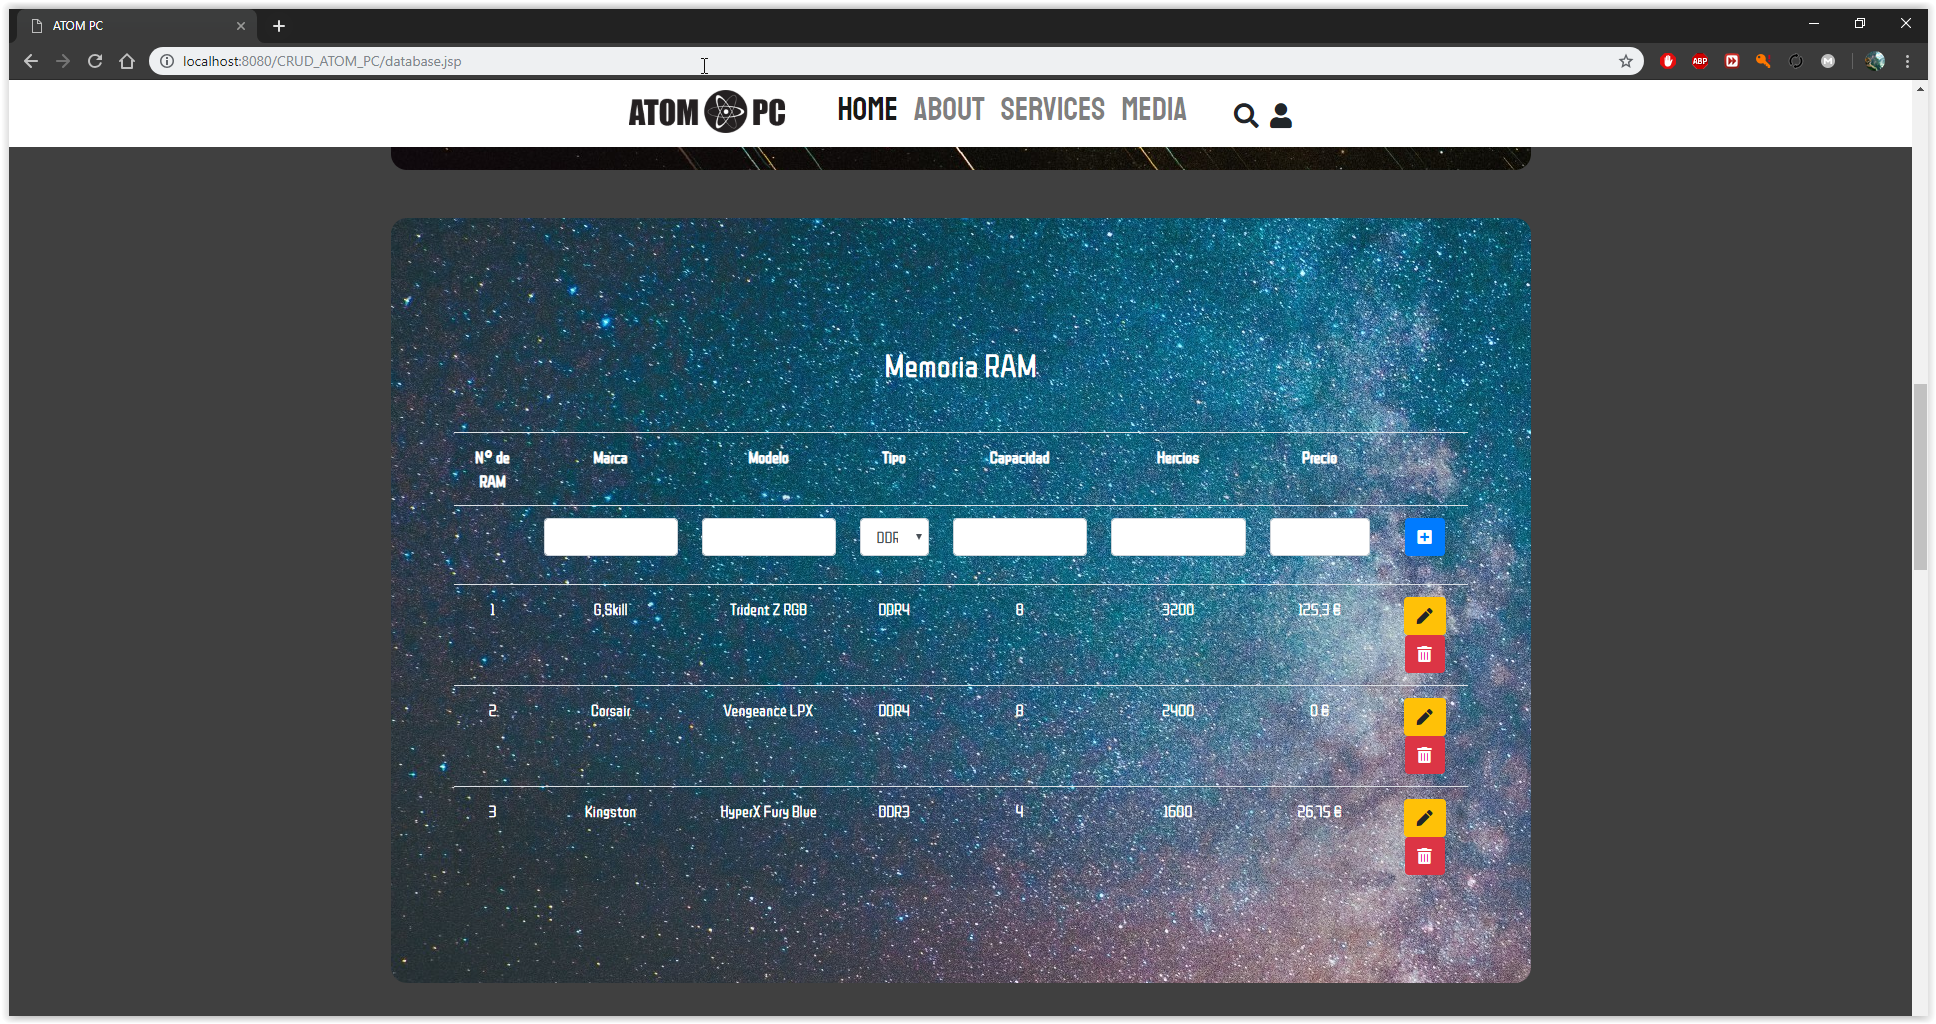 ATOM PC
localhost:8080/CRUD_ATOM_PC/database.jsp
ABP
M
ATOM PC HOME ABOUT SERVICES MEDIA
Memoria RAM
N.º de RAM Marca Modelo Tipo Capacidad Hercios Precio
DDR
1 G.Skill Trident Z RGB DDR4 8 3200 125.3 €
2 Corsair Vengeance LPX DDR4 8 2400 0 €
3 Kingston HyperX Fury Blue DDR3 4 1600 26.75 €